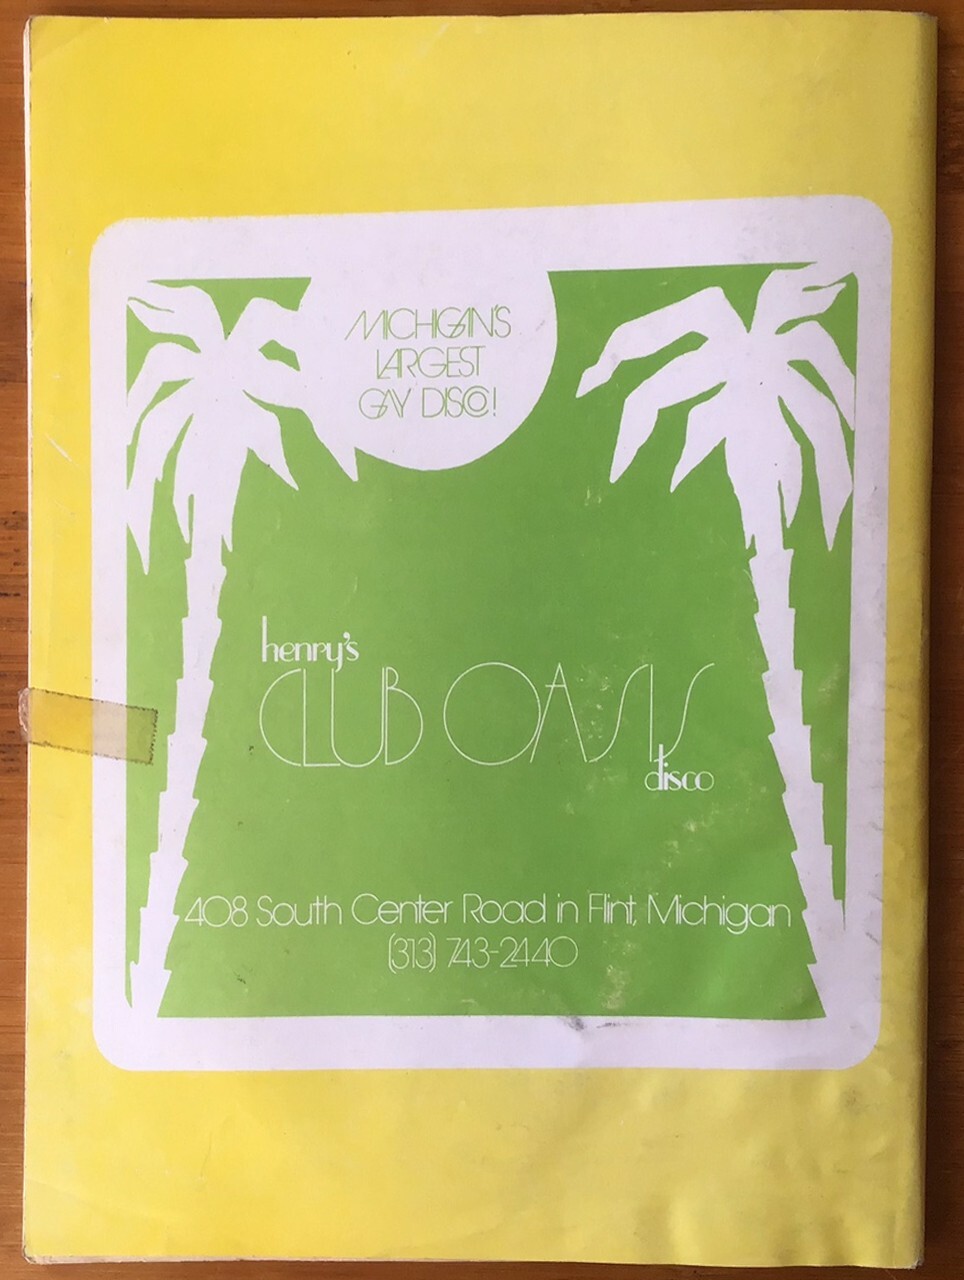 MICHIGAN'S
LARGEST
GAY DISCO!
henry's
CLUB OASIS
disco
408 South Center Road in Flint, Michigan
(313) 743-2440